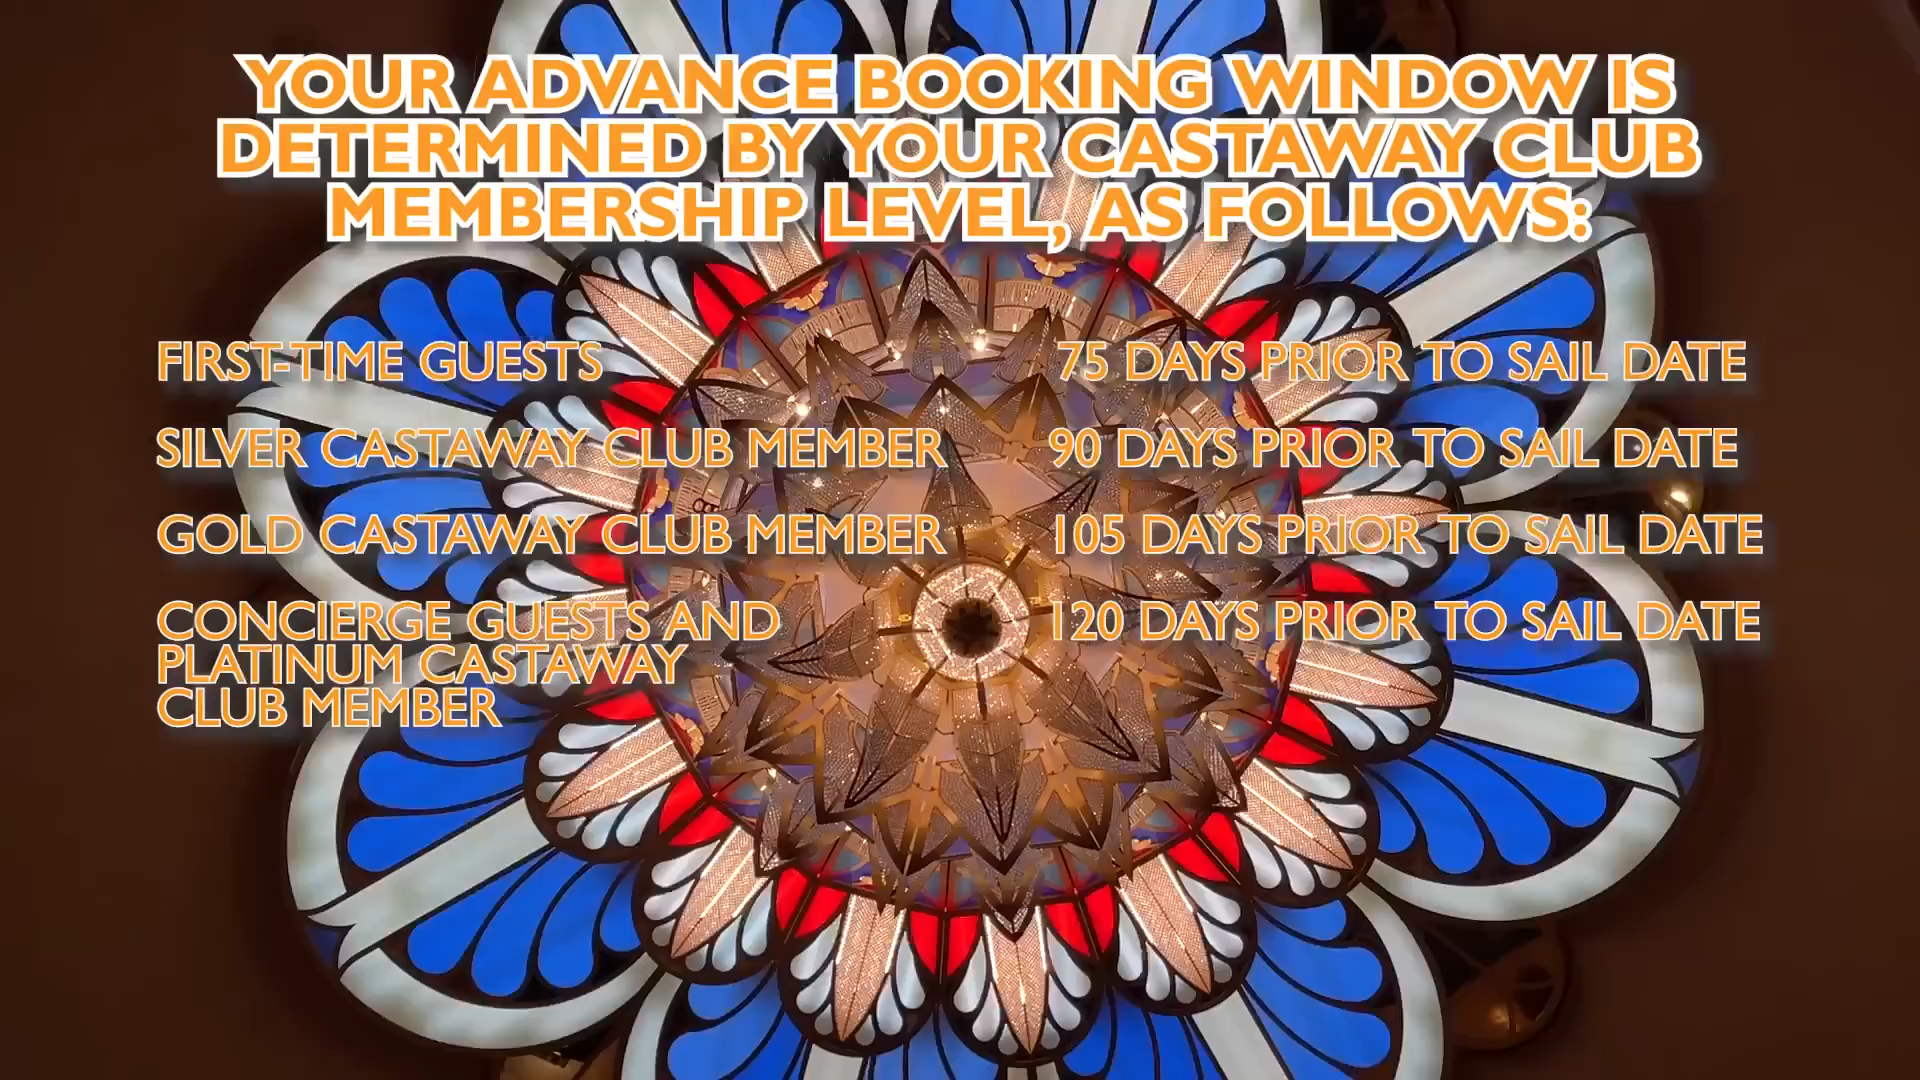 YOUR ADVANCE BOOKING WINDOW IS
DETERMINED BY YOUR CASTAWAY CLUB
MEMBERSHIP LEVEL, AS FOLLOWS:
FIRST-TIME GUESTS 75 DAYS PRIOR TO SAIL DATE
SILVER CASTAWAY CLUB MEMBER 90 DAYS PRIOR TO SAIL DATE
GOLD CASTAWAY CLUB MEMBER 105 DAYS PRIOR TO SAIL DATE
CONCIERGE GUESTS AND 120 DAYS PRIOR TO SAIL DATE
PLATINUM CASTAWAY
CLUB MEMBER